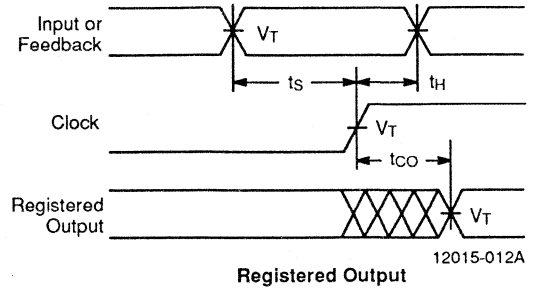 Input or
Feedback
VT
tS
tH
Clock
VT
tCO
Registered
Output
VT
12015-012A
Registered Output